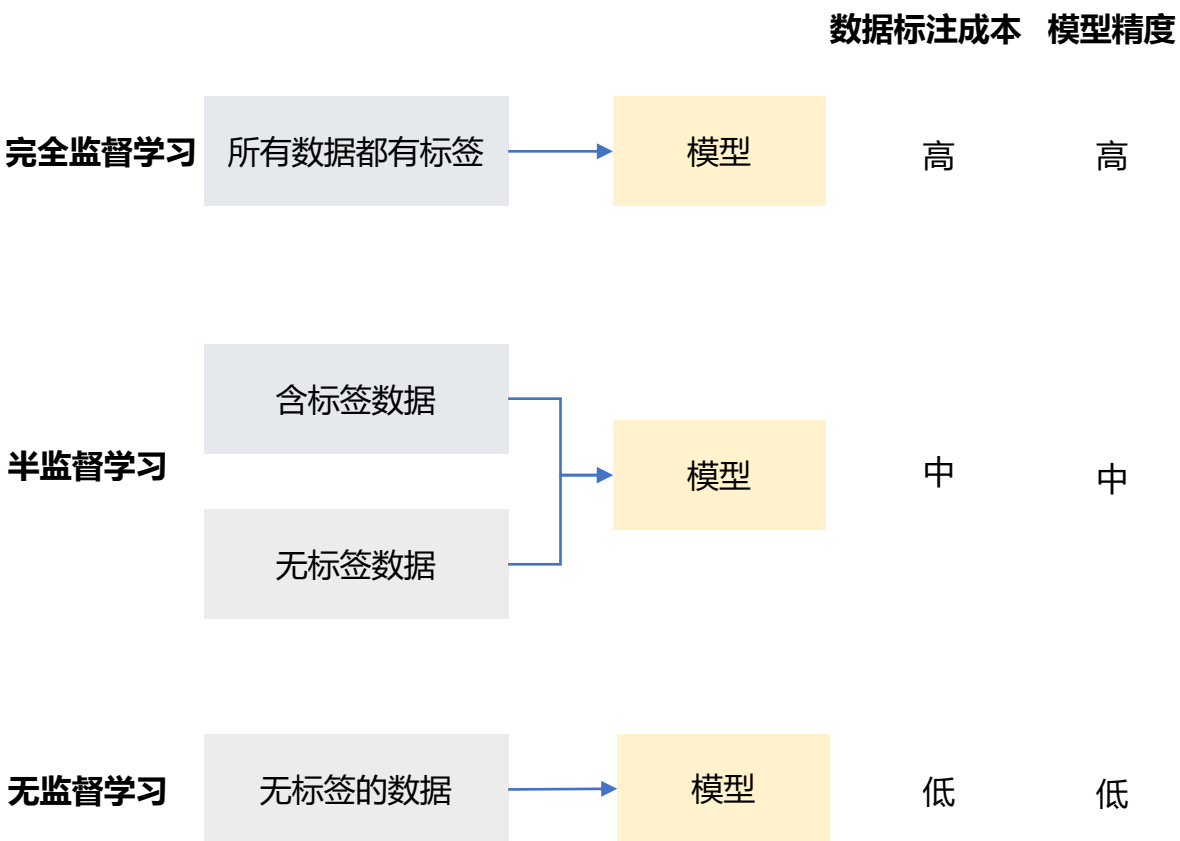 数据标注成本 模型精度
完全监督学习 所有数据都有标签 模型 高 高
含标签数据
半监督学习 模型 中 中
无标签数据
无监督学习 无标签的数据 模型 低 低